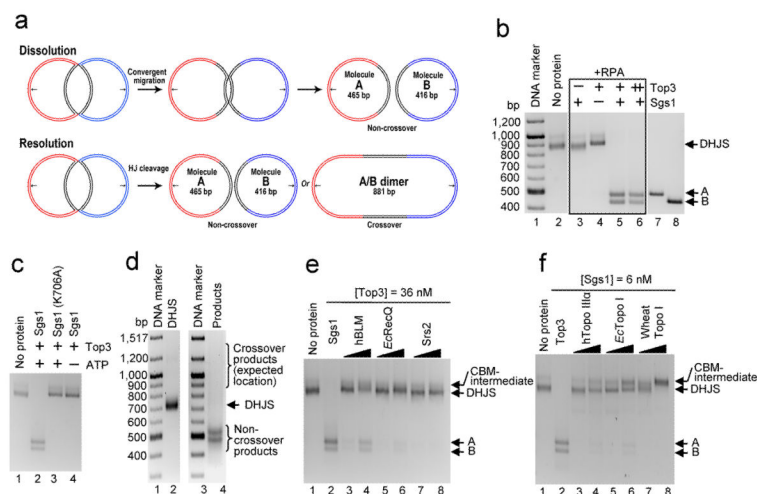 a
Dissolution
Convergent
migration
Molecule
A
465 bp
Molecule
B
416 bp
Non-crossover
Resolution
HJ cleavage
Molecule
A
465 bp
Molecule
B
416 bp
Or
A/B dimer
881 bp
Non-crossover
Crossover
b
DNA marker
No protein
+RPA
− + + ++ Top3
+ − + + Sgs1
bp
1,200
1,000
900
800
700
600
500
400
DHJS
A
B
1 2 3 4 5 6 7 8
c
No protein
Sgs1
Sgs1 (K706A)
Sgs1
+ + + Top3
+ + − ATP
1 2 3 4
d
DNA marker
DHJS
DNA marker
Products
bp
1,517
1,200
1,000
900
800
700
600
500
400
Crossover
products
(expected
location)
DHJS
Non-
crossover
products
1 2 3 4
e
[Top3] = 36 nM
No protein
Sgs1
hBLM
EcRecQ
Srs2
CBM-
intermediate
DHJS
A
B
1 2 3 4 5 6 7 8
f
[Sgs1] = 6 nM
No protein
Top3
hTopo IIIα
EcTopo I
Wheat
Topo I
CBM-
intermediate
DHJS
A
B
1 2 3 4 5 6 7 8